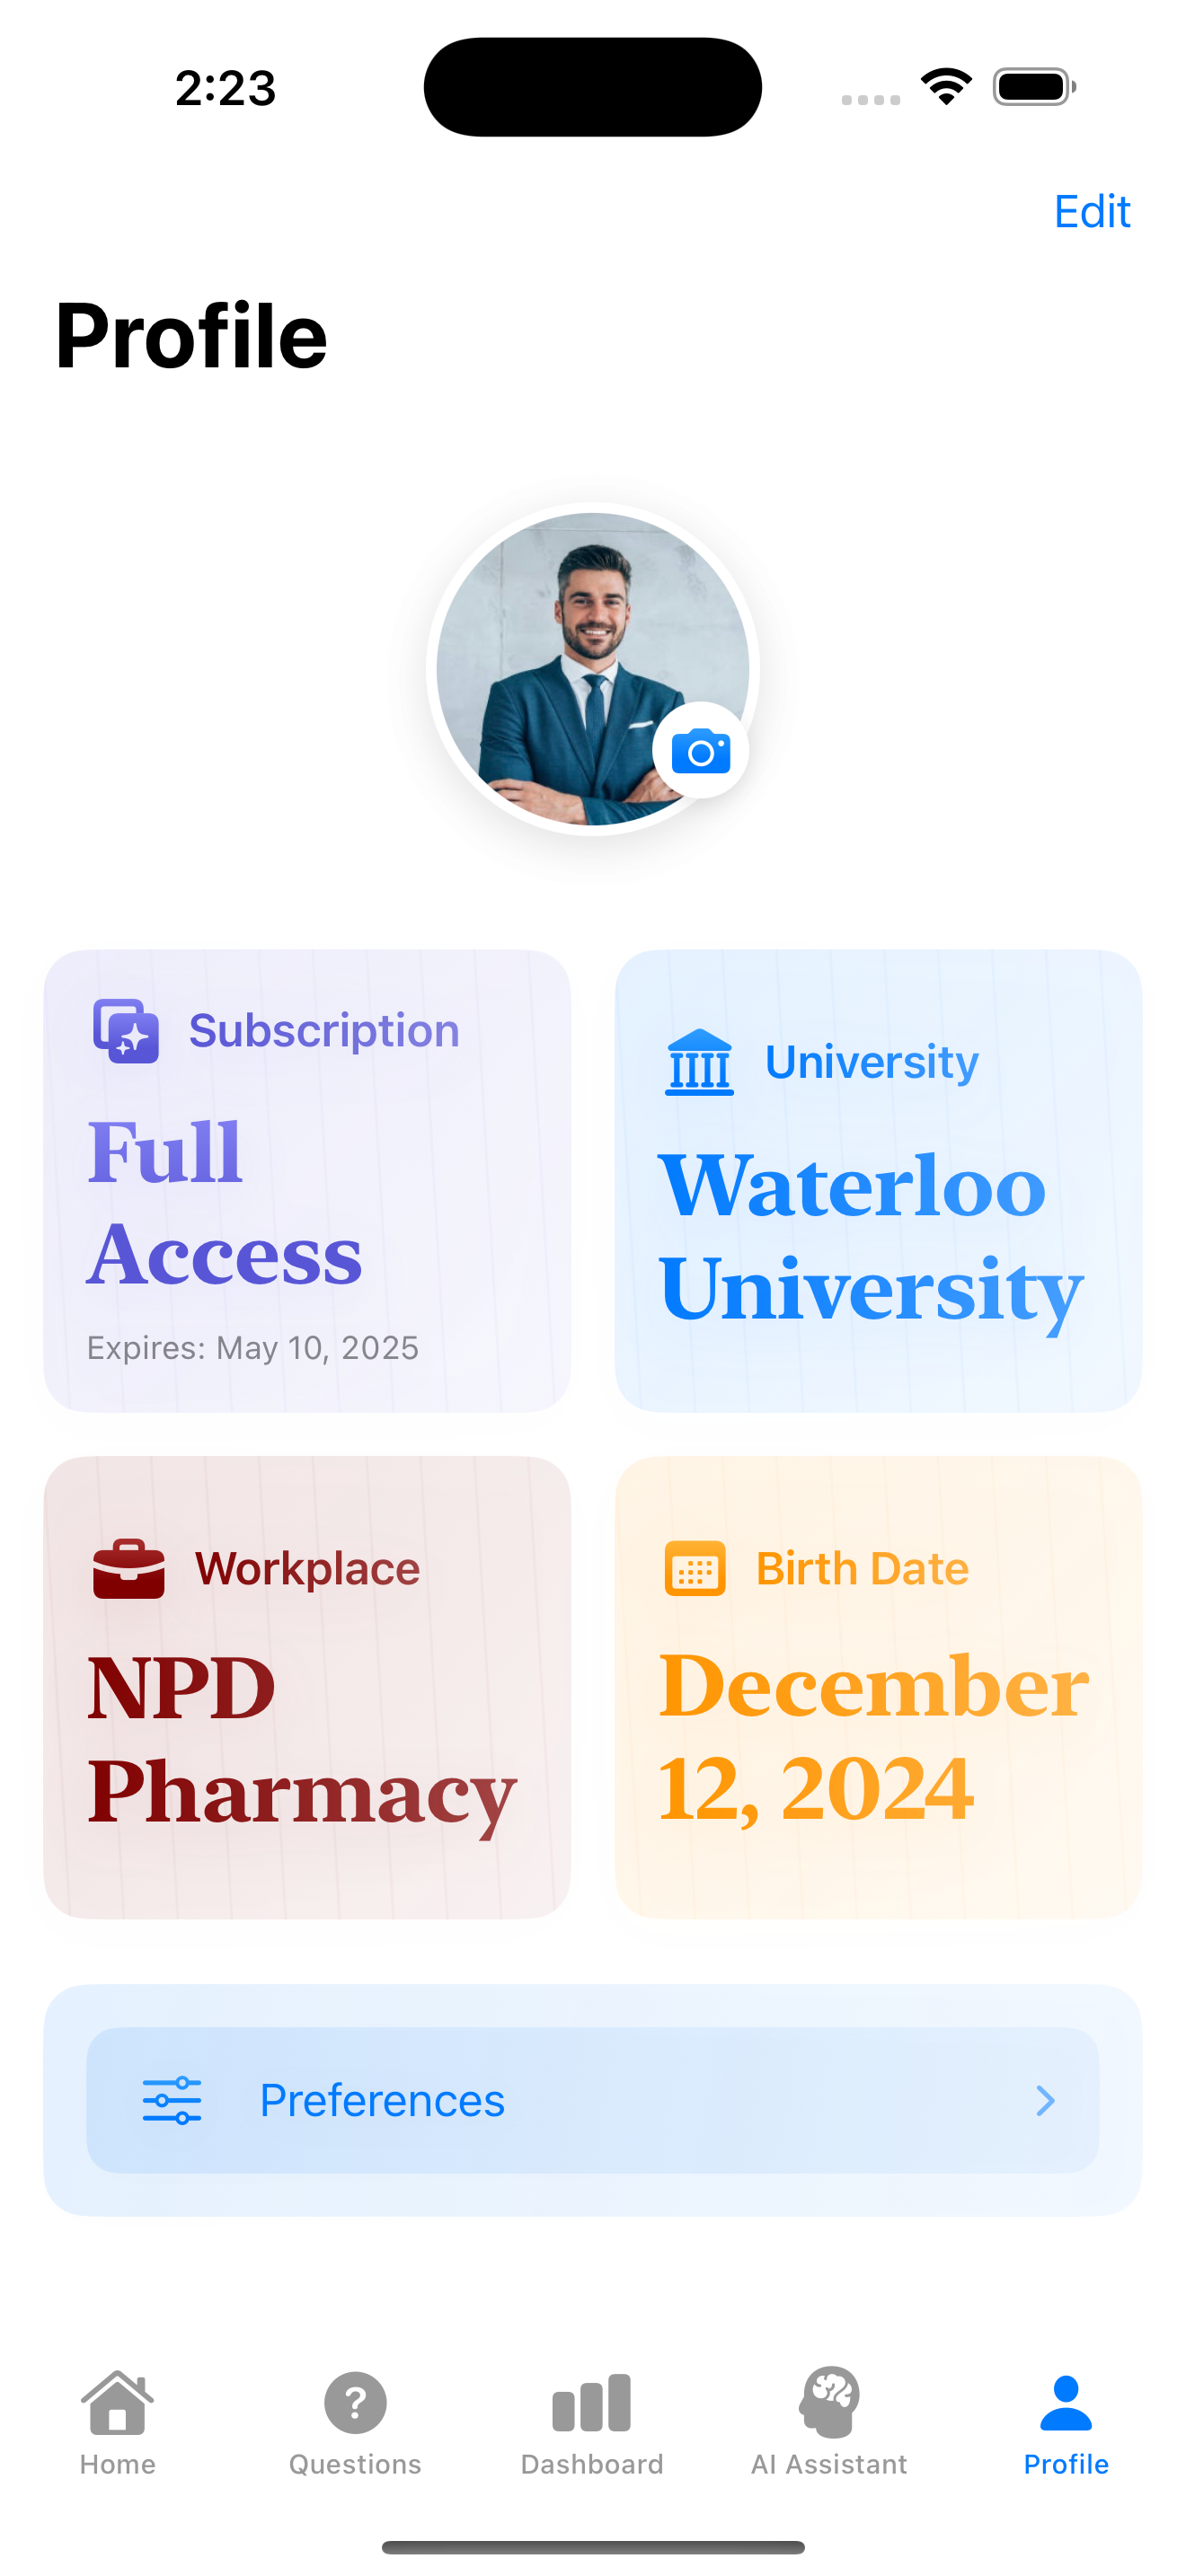 2:23
Edit
Profile
Subscription
Full
Access
Expires: May 10, 2025
University
Waterloo
University
Workplace
NPD
Pharmacy
Birth Date
December
12, 2024
Preferences
Home
Questions
Dashboard
AI Assistant
Profile